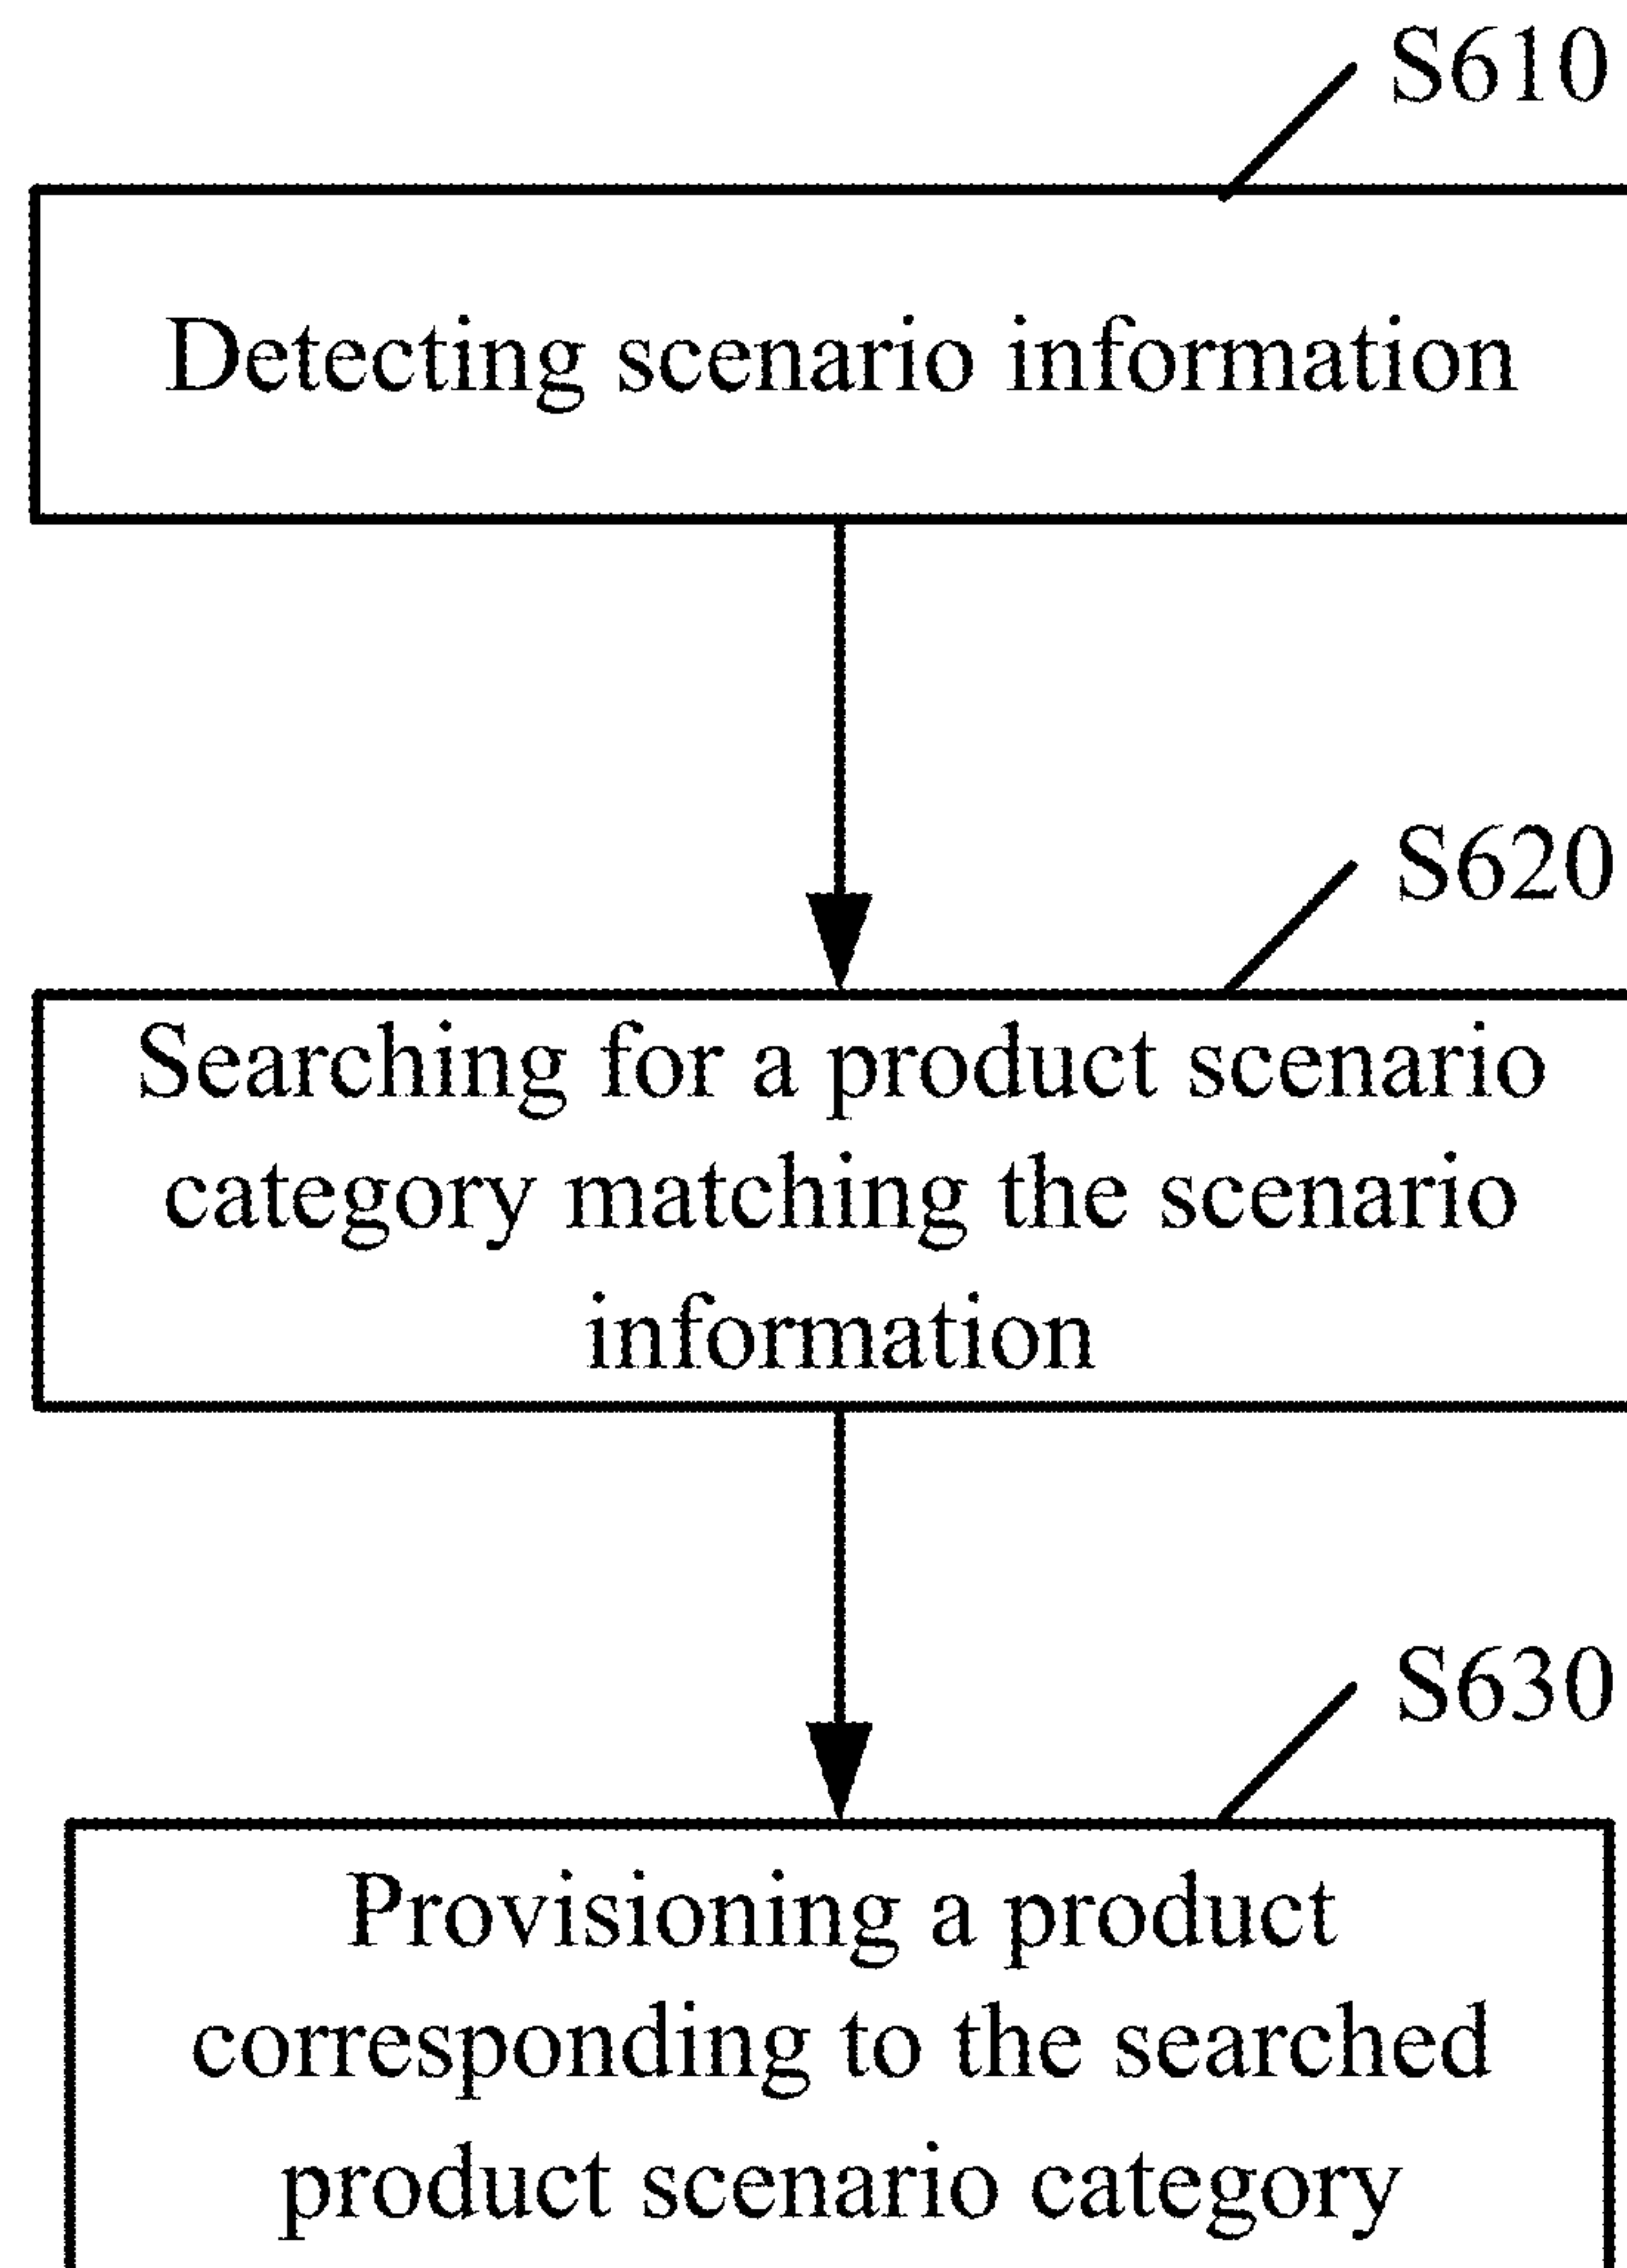 S610
Detecting scenario information
S620
Searching for a product scenario
category matching the scenario
information
S630
Provisioning a product
corresponding to the searched
product scenario category